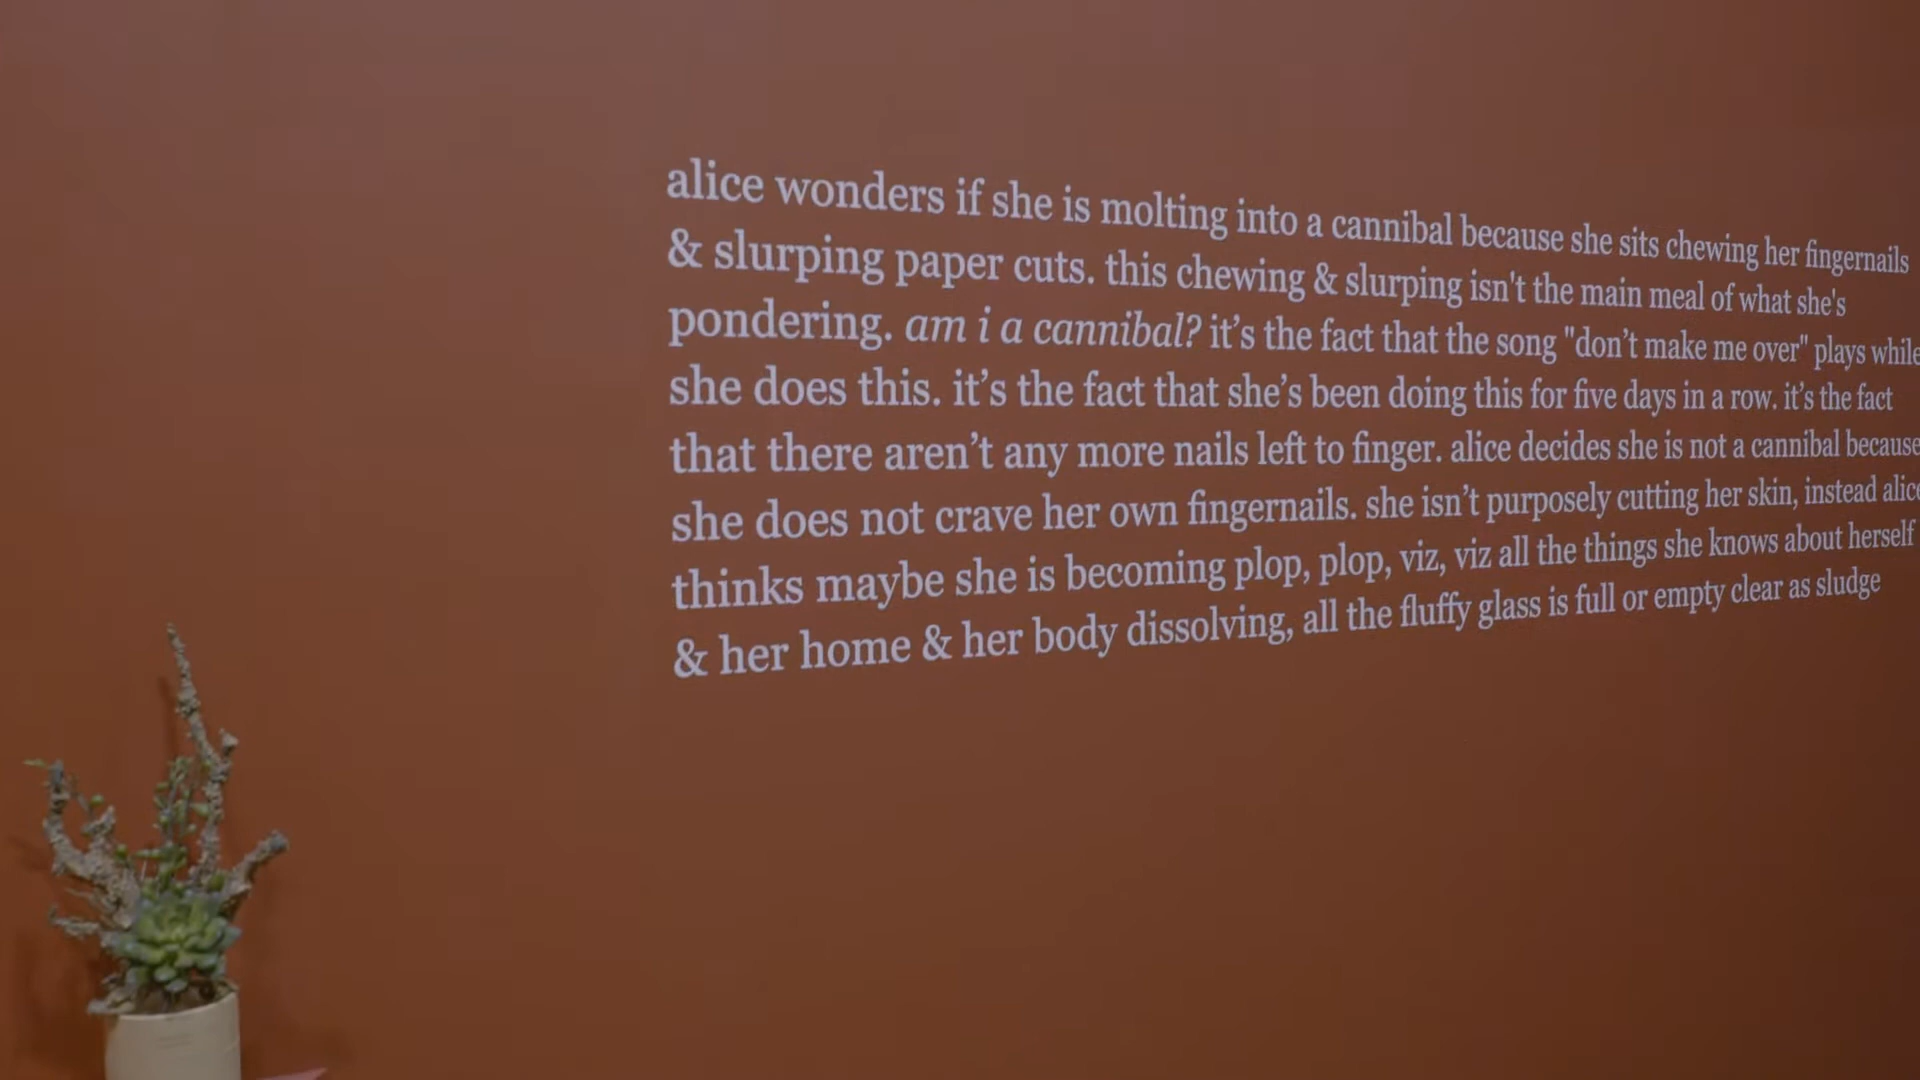 alice wonders if she is molting into a cannibal because she sits chewing her fingernails
& slurping paper cuts. this chewing & slurping isn't the main meal of what she's
pondering. am i a cannibal? it’s the fact that the song "don’t make me over" plays while
she does this. it’s the fact that she’s been doing this for five days in a row. it’s the fact
that there aren’t any more nails left to finger. alice decides she is not a cannibal because
she does not crave her own fingernails. she isn’t purposely cutting her skin, instead alice
thinks maybe she is becoming plop, plop, viz, viz all the things she knows about herself
& her home & her body dissolving, all the fluffy glass is full or empty clear as sludge